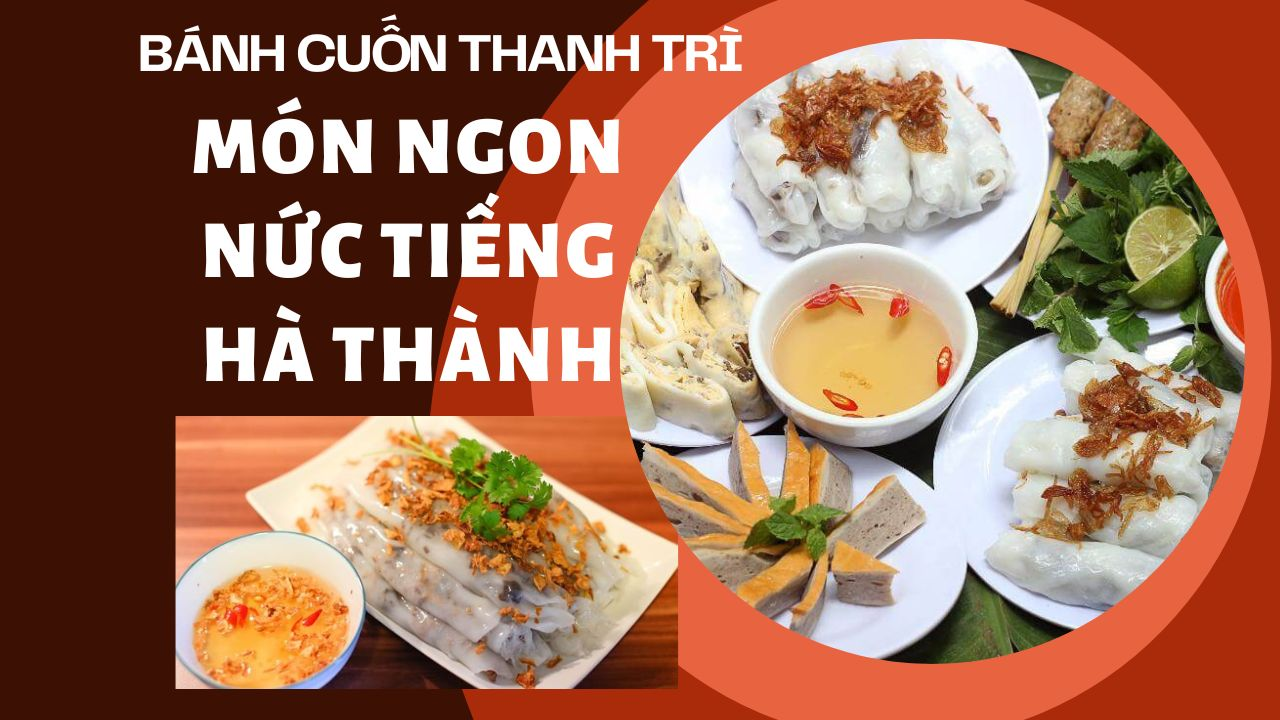 BÁNH CUỐN THANH TRÌ
MÓN NGON
NỨC TIẾNG
HÀ THÀNH